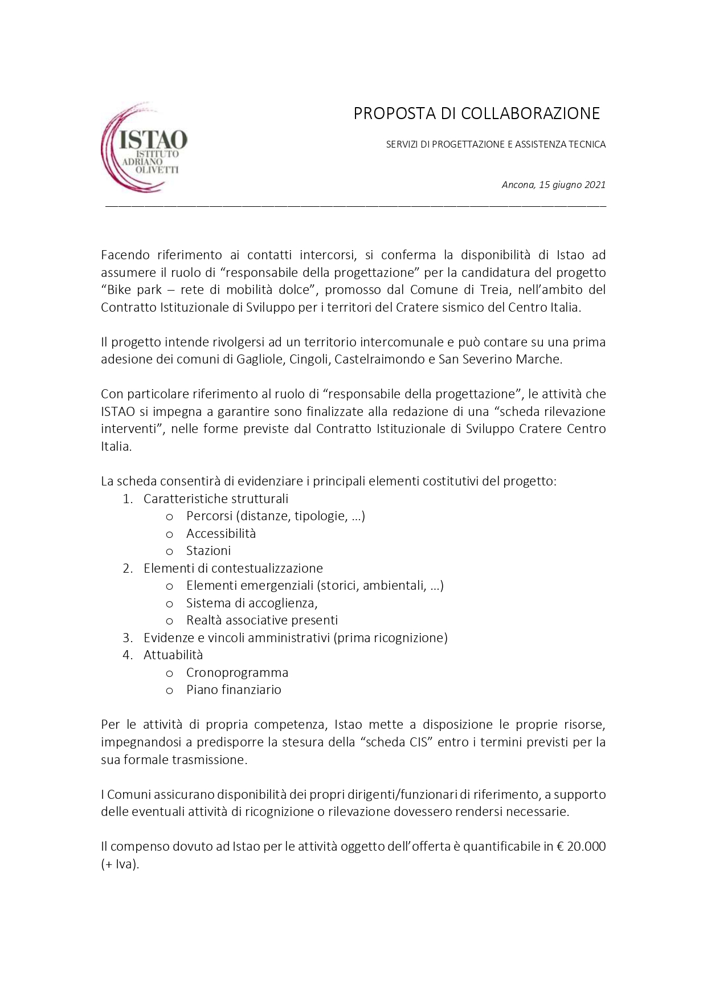 ISTAO
ISTITUTO
ADRIANO
OLIVETTI
PROPOSTA DI COLLABORAZIONE
SERVIZI DI PROGETTAZIONE E ASSISTENZA TECNICA
Ancona, 15 giugno 2021
Facendo riferimento ai contatti intercorsi, si conferma la disponibilità di Istao ad
assumere il ruolo di “responsabile della progettazione” per la candidatura del progetto
“Bike park – rete di mobilità dolce”, promosso dal Comune di Treia, nell’ambito del
Contratto Istituzionale di Sviluppo per i territori del Cratere sismico del Centro Italia.
Il progetto intende rivolgersi ad un territorio intercomunale e può contare su una prima
adesione dei comuni di Gagliole, Cingoli, Castelraimondo e San Severino Marche.
Con particolare riferimento al ruolo di “responsabile della progettazione”, le attività che
ISTAO si impegna a garantire sono finalizzate alla redazione di una “scheda rilevazione
interventi”, nelle forme previste dal Contratto Istituzionale di Sviluppo Cratere Centro
Italia.
La scheda consentirà di evidenziare i principali elementi costitutivi del progetto:
1. Caratteristiche strutturali
o Percorsi (distanze, tipologie, …)
o Accessibilità
o Stazioni
2. Elementi di contestualizzazione
o Elementi emergenziali (storici, ambientali, …)
o Sistema di accoglienza,
o Realtà associative presenti
3. Evidenze e vincoli amministrativi (prima ricognizione)
4. Attuabilità
o Cronoprogramma
o Piano finanziario
Per le attività di propria competenza, Istao mette a disposizione le proprie risorse,
impegnandosi a predisporre la stesura della “scheda CIS” entro i termini previsti per la
sua formale trasmissione.
I Comuni assicurano disponibilità dei propri dirigenti/funzionari di riferimento, a supporto
delle eventuali attività di ricognizione o rilevazione dovessero rendersi necessarie.
Il compenso dovuto ad Istao per le attività oggetto dell’offerta è quantificabile in € 20.000
(+ Iva).